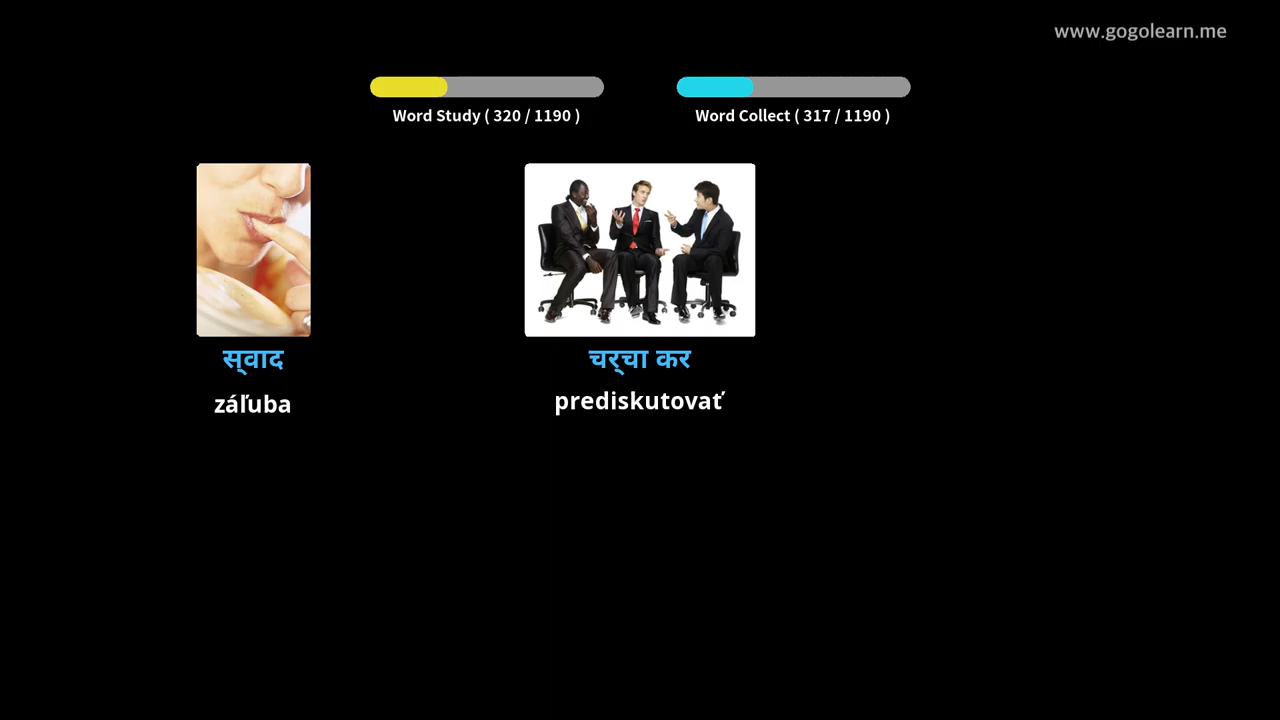 www.gogolearn.me
Word Study ( 320 / 1190 )
Word Collect ( 317 / 1190 )
स्‌वाद
záľuba
चर्‌चा कर
prediskutovať